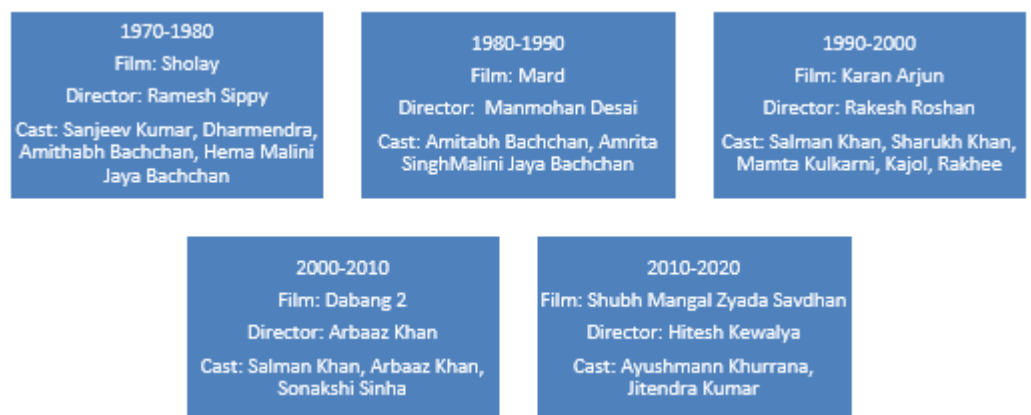 1970-1980
Film: Sholay
Director: Ramesh Sippy
Cast: Sanjeev Kumar, Dharmendra,
Amithabh Bachchan, Hema Malini
Jaya Bachchan
1980-1990
Film: Mard
Director: Manmohan Desai
Cast: Amitabh Bachchan, Amrita
SinghMalini Jaya Bachchan
1990-2000
Film: Karan Arjun
Director: Rakesh Roshan
Cast: Salman Khan, Sharukh Khan,
Mamta Kulkarni, Kajol, Rakhee
2000-2010
Film: Dabang 2
Director: Arbaaz Khan
Cast: Salman Khan, Arbaaz Khan,
Sonakshi Sinha
2010-2020
Film: Shubh Mangal Zyada Savdhan
Director: Hitesh Kewalya
Cast: Ayushmann Khurrana,
Jitendra Kumar